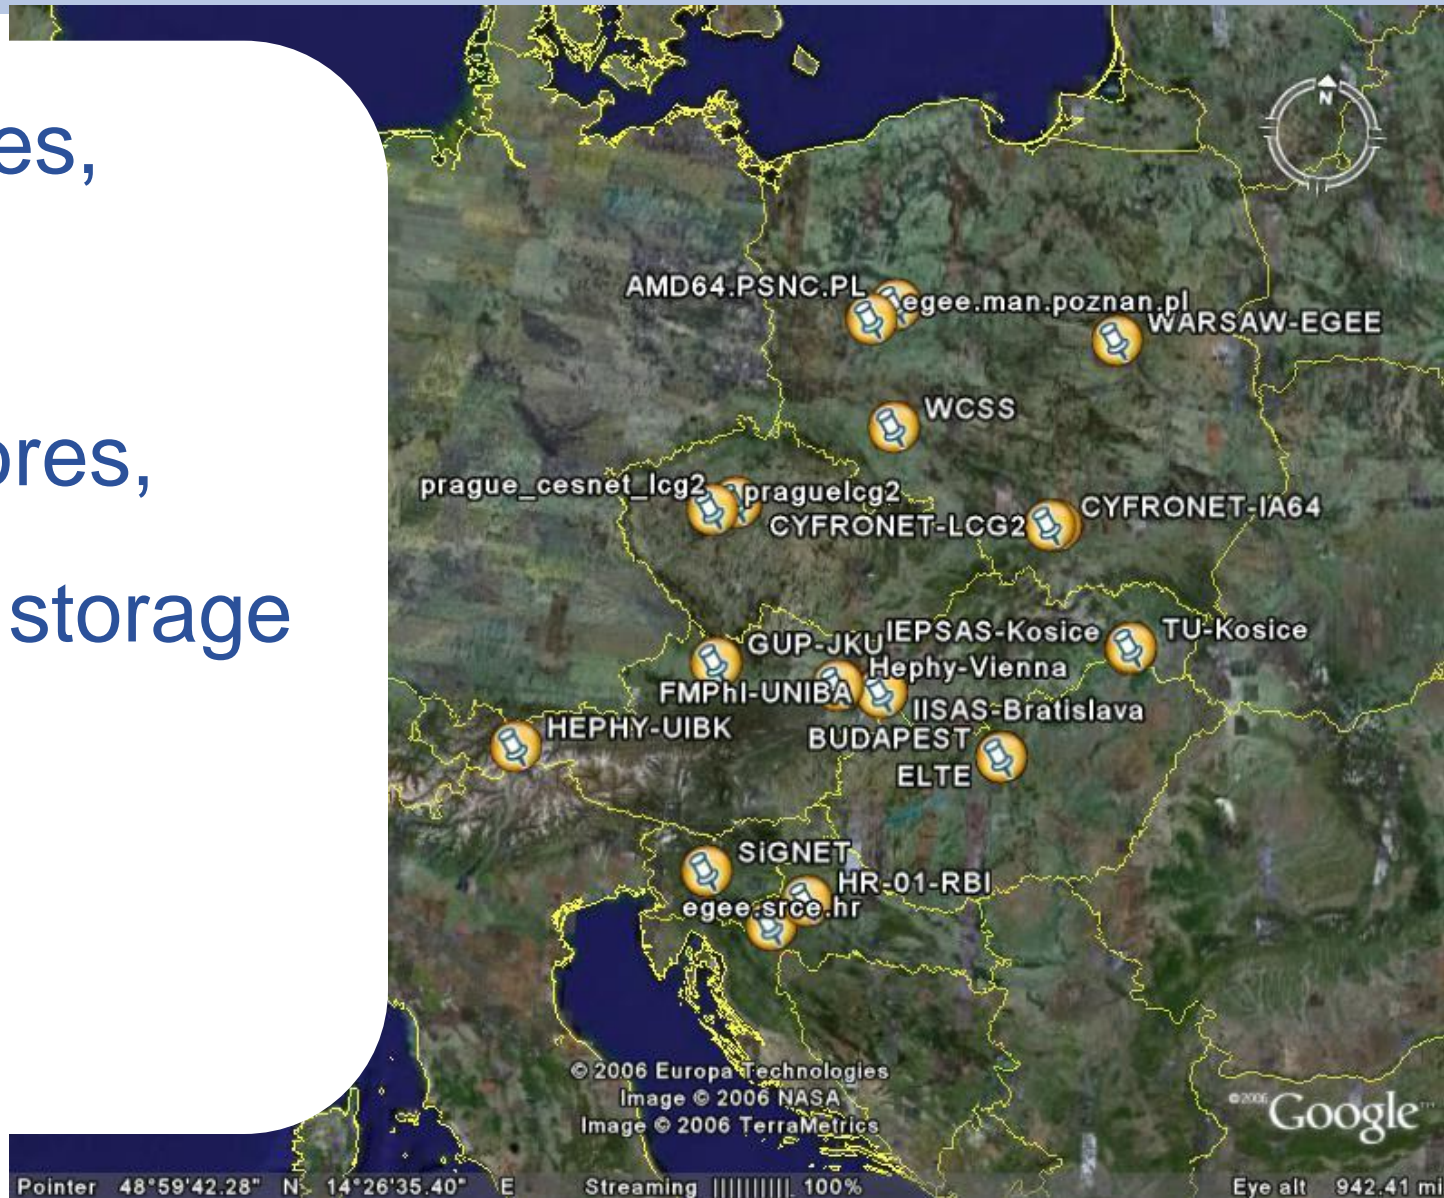 es,
ores,
storage
N
AMD64.PSNC.PL
egee.man.poznan.pl
WARSAW-EGEE
WCSS
prague_cesnet_lcg2
praguelcg2
CYFRONET-LCG2
CYFRONET-IA64
GUP-JKU
IEPSAS-Kosice
TU-Kosice
Hephy-Vienna
FMPhI-UNIBA
IISAS-Bratislava
HEPHY-UIBK
BUDAPEST
ELTE
SiGNET
HR-01-RBI
egee.srce.hr
© 2006 Europa Technologies
Image © 2006 NASA
Image © 2006 TerraMetrics
©2006 Google™
Pointer 48°59'42.28" N 14°26'35.40" E Streaming |||||||||| 100% Eye alt 942.41 mi